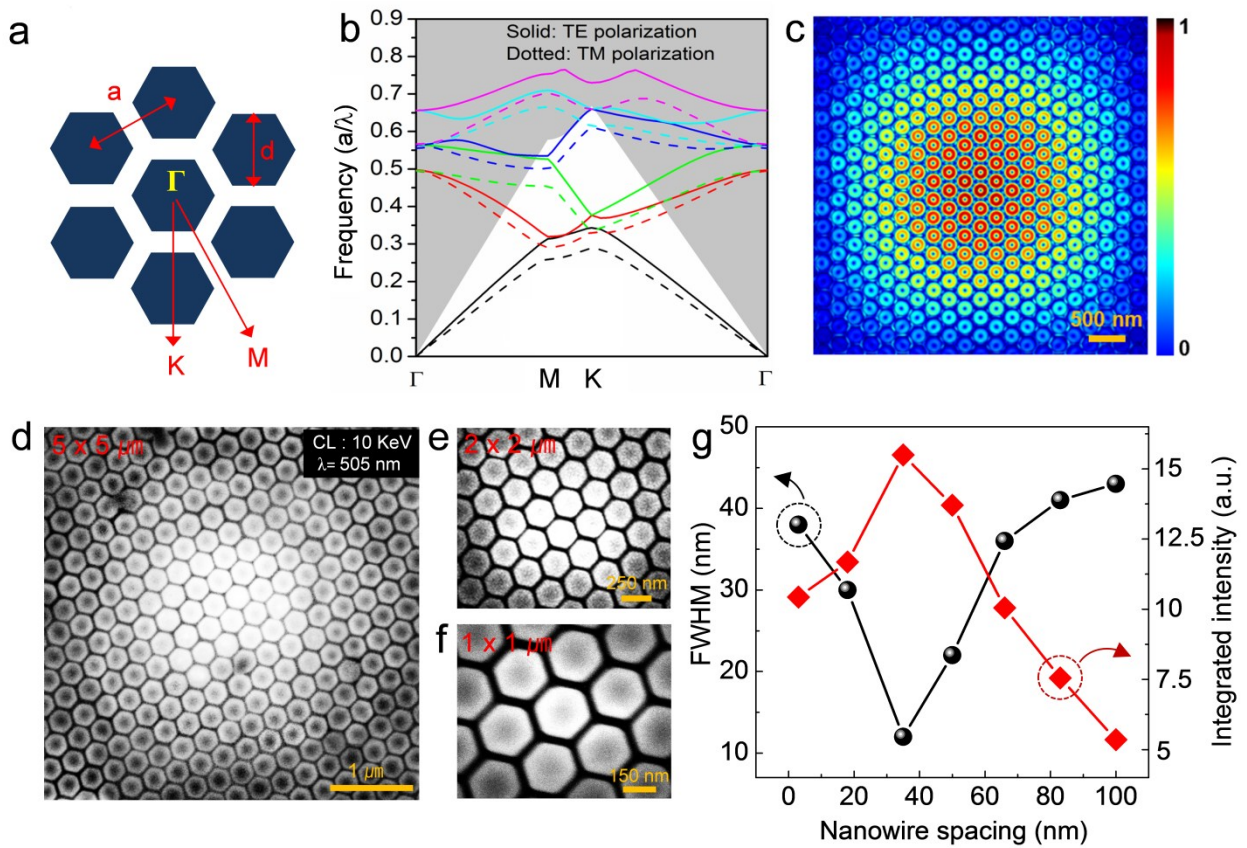 a
a
d
Γ
K
M
b
Solid: TE polarization
Dotted: TM polarization
Frequency (a/λ)
0.9
0.8
0.7
0.6
0.5
0.4
0.3
0.2
0.1
0.0
Γ M K Γ
c
500 nm
1
0
d
5 x 5 ㎛
CL : 10 KeV
λ= 505 nm
1 ㎛
e
2 x 2 ㎛
250 nm
f
1 x 1 ㎛
150 nm
g
FWHM (nm)
50
40
30
20
10
0 20 40 60 80 100
Nanowire spacing (nm)
15
12.5
10
7.5
5
Integrated intensity (a.u.)